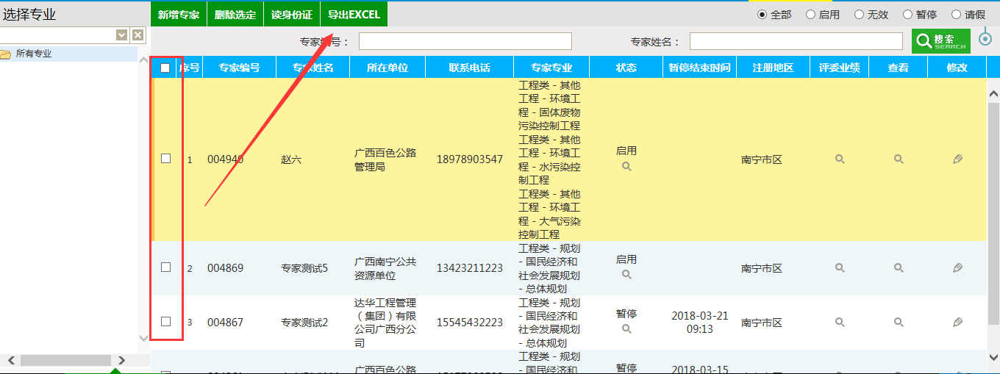 选择专业
新增专家 删除选定 读身份证 导出EXCEL
全部 启用 无效 暂停 请假
专家编号： 专家姓名： 搜索
SEARCH
所有专业
序号 专家编号 专家姓名 所在单位 联系电话 专家专业 状态 暂停结束时间 注册地区 评委业绩 查看 修改
工程类 - 其他
工程 - 环境工
程 - 固体废物
污染控制工程
工程类 - 其他
工程 - 环境工
程 - 水污染控
制工程
工程类 - 其他
工程 - 环境工
程 - 大气污染
控制工程
1 004940 赵六 广西百色公路
管理局
18978903547 启用 南宁市区
2 004869 专家测试5 广西南宁公共
资源单位
13423211223
工程类 - 规划
- 国民经济和
社会发展规划
- 总体规划
启用 南宁市区
3 004867 专家测试2
达华工程管理
（集团）有限
公司广西分公
司
15545432223
工程类 - 规划
- 国民经济和
社会发展规划
- 总体规划
暂停 2018-03-21
09:13
南宁市区
广西百色公路
工程类 - 规划
- 国民经济和
暂停 2018-03-15